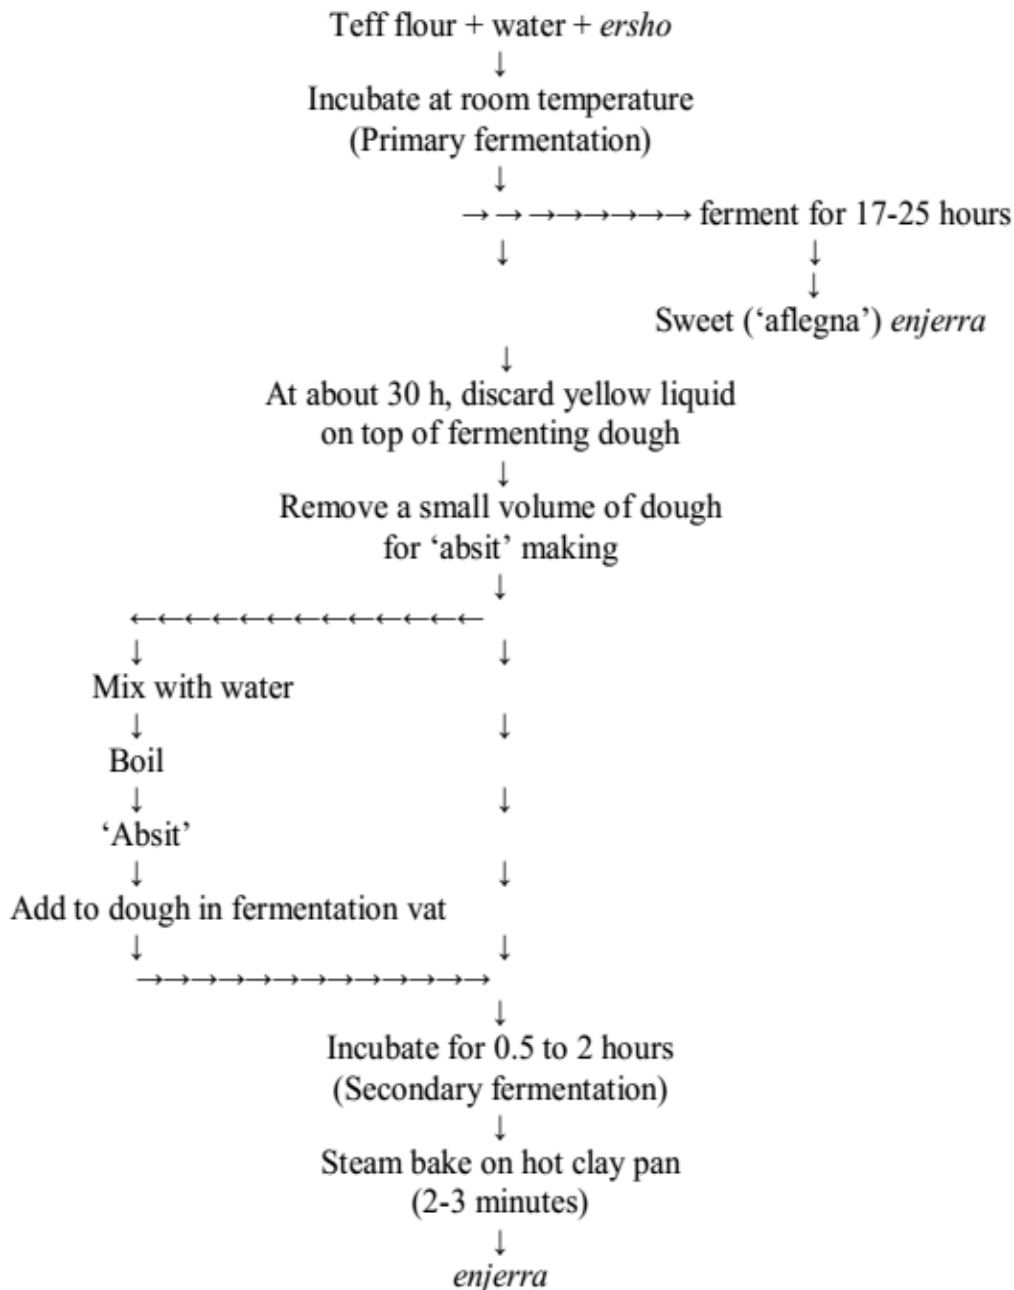 Teff flour + water + ersho
↓
Incubate at room temperature
(Primary fermentation)
↓
→ → →→→→→→ ferment for 17-25 hours
↓ ↓
↓
Sweet (‘aflegna’) enjerra
↓
At about 30 h, discard yellow liquid
on top of fermenting dough
↓
Remove a small volume of dough
for ‘absit’ making
↓
←←←←←←←←←←←←←
↓ ↓
Mix with water
↓ ↓
Boil
↓ ↓
‘Absit’
↓ ↓
Add to dough in fermentation vat
↓ ↓
→→→→→→→→→→→→→
↓
Incubate for 0.5 to 2 hours
(Secondary fermentation)
↓
Steam bake on hot clay pan
(2-3 minutes)
↓
enjerra